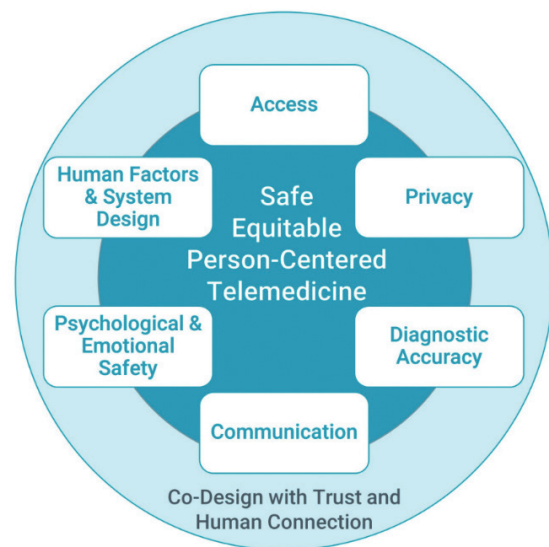 Access
Human Factors
& System
Design
Safe
Equitable
Person-Centered
Telemedicine
Privacy
Psychological &
Emotional
Safety
Diagnostic
Accuracy
Communication
Co-Design with Trust and
Human Connection